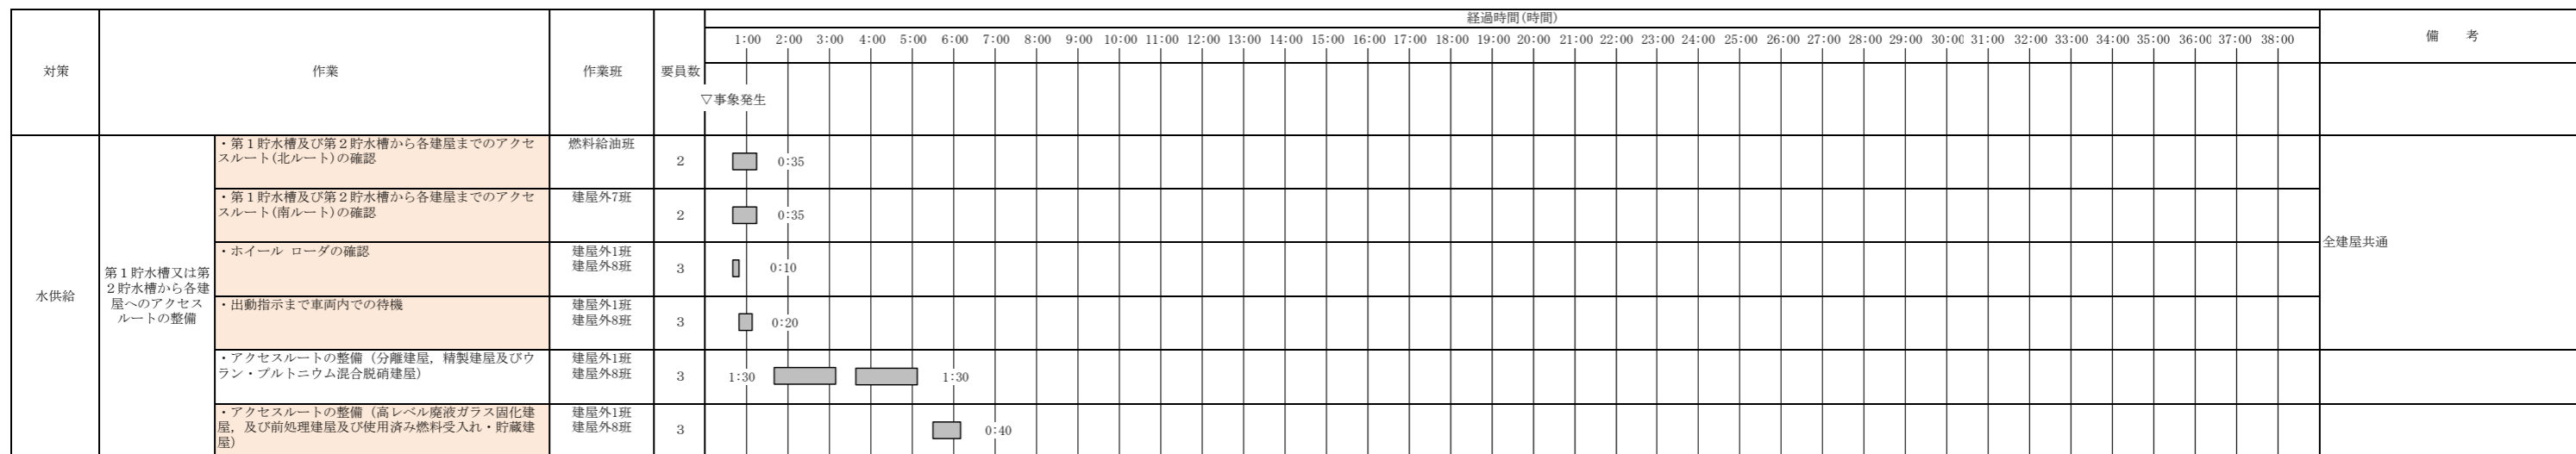 対策
作業
作業班
要員数
経過時間(時間)
備 考
1:00 2:00 3:00 4:00 5:00 6:00 7:00 8:00 9:00 10:00 11:00 12:00 13:00 14:00 15:00 16:00 17:00 18:00 19:00 20:00 21:00 22:00 23:00 24:00 25:00 26:00 27:00 28:00 29:00 30:00 31:00 32:00 33:00 34:00 35:00 36:00 37:00 38:00
▽事象発生
水供給
第１貯水槽又は第
２貯水槽から各建
屋へのアクセス
ルートの整備
・第１貯水槽及び第２貯水槽から各建屋までのアクセ
スルート(北ルート)の確認
燃料給油班
2
0:35
・第１貯水槽及び第２貯水槽から各建屋までのアクセ
スルート(南ルート)の確認
建屋外7班
2
0:35
・ホイール ローダの確認
建屋外1班
建屋外8班
3
0:10
・出動指示まで車両内での待機
建屋外1班
建屋外8班
3
0:20
全建屋共通
・アクセスルートの整備（分離建屋，精製建屋及びウ
ラン・プルトニウム混合脱硝建屋）
建屋外1班
建屋外8班
3
1:30
1:30
・アクセスルートの整備（高レベル廃液ガラス固化建
屋，及び前処理建屋及び使用済み燃料受入れ・貯蔵建
屋）
建屋外1班
建屋外8班
3
0:40